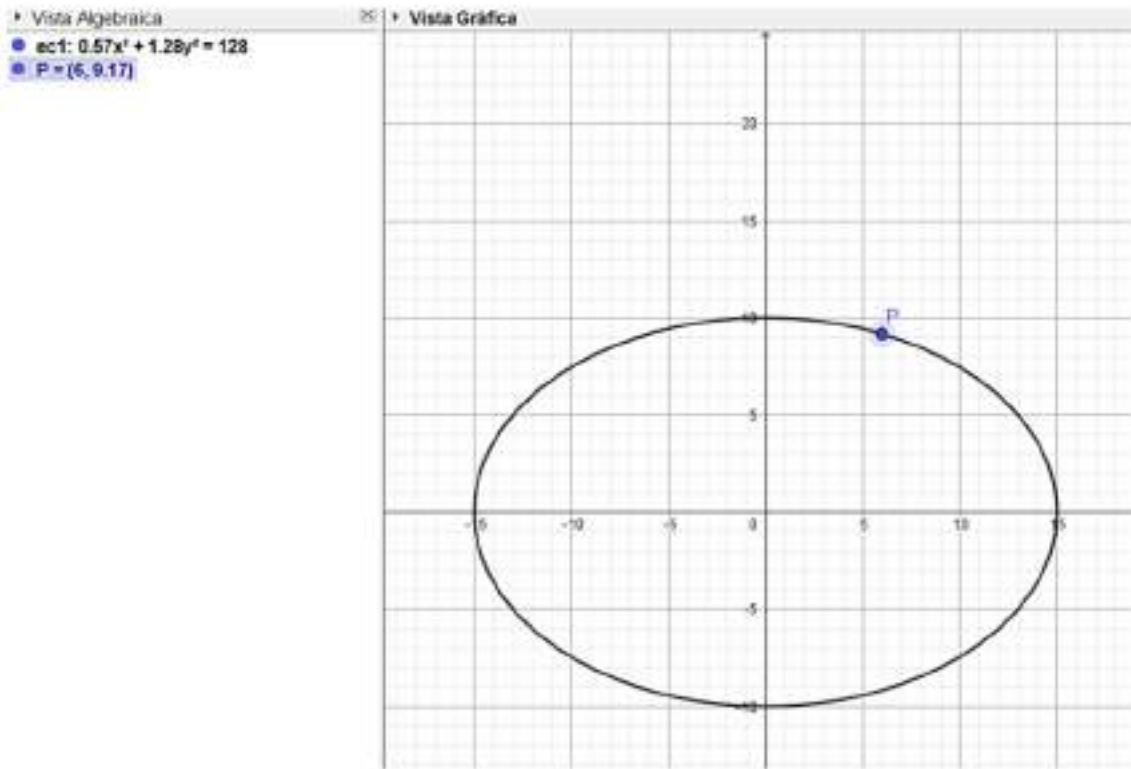 Vista Algebraica
Vista Gráfica
ec1: 0.57x² + 1.28y² = 128
P = (6, 9.17)
20
15
10
P
5
-15 -10 -5 0 5 10 15
-5
-10